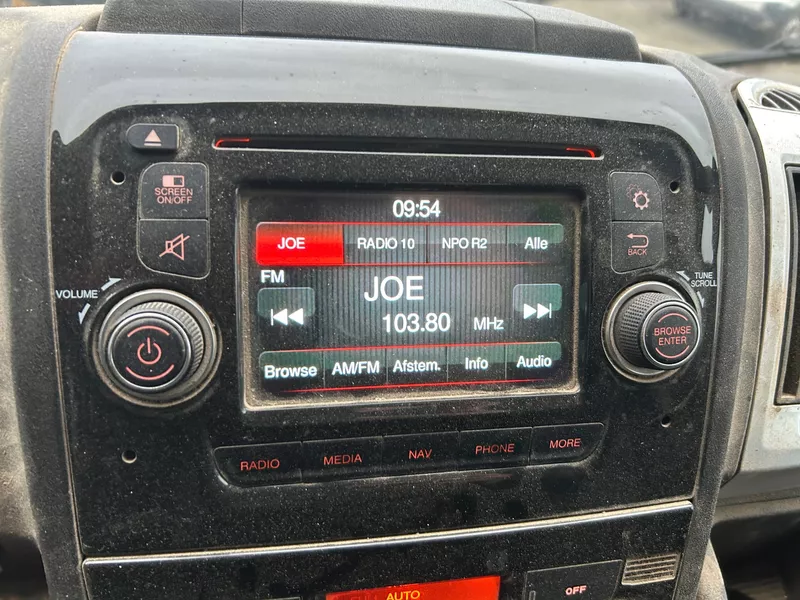 SCREEN
ON/OFF
09:54
JOE RADIO 10 NPO R2 Alle
BACK
VOLUME
TUNE
SCROLL
FM
JOE
103.80 MHz
BROWSE
ENTER
Browse AM/FM Afstem. Info Audio
RADIO MEDIA NAV PHONE MORE
AUTO
OFF